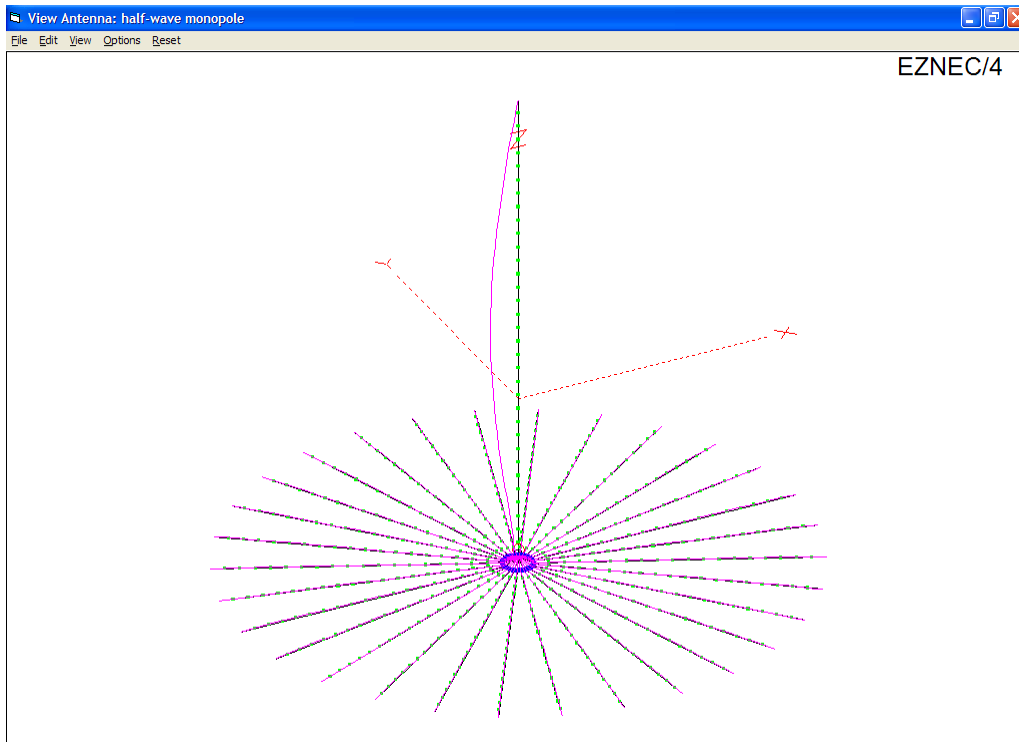 View Antenna: half-wave monopole
File Edit View Options Reset
EZNEC/4
Z
Y
X